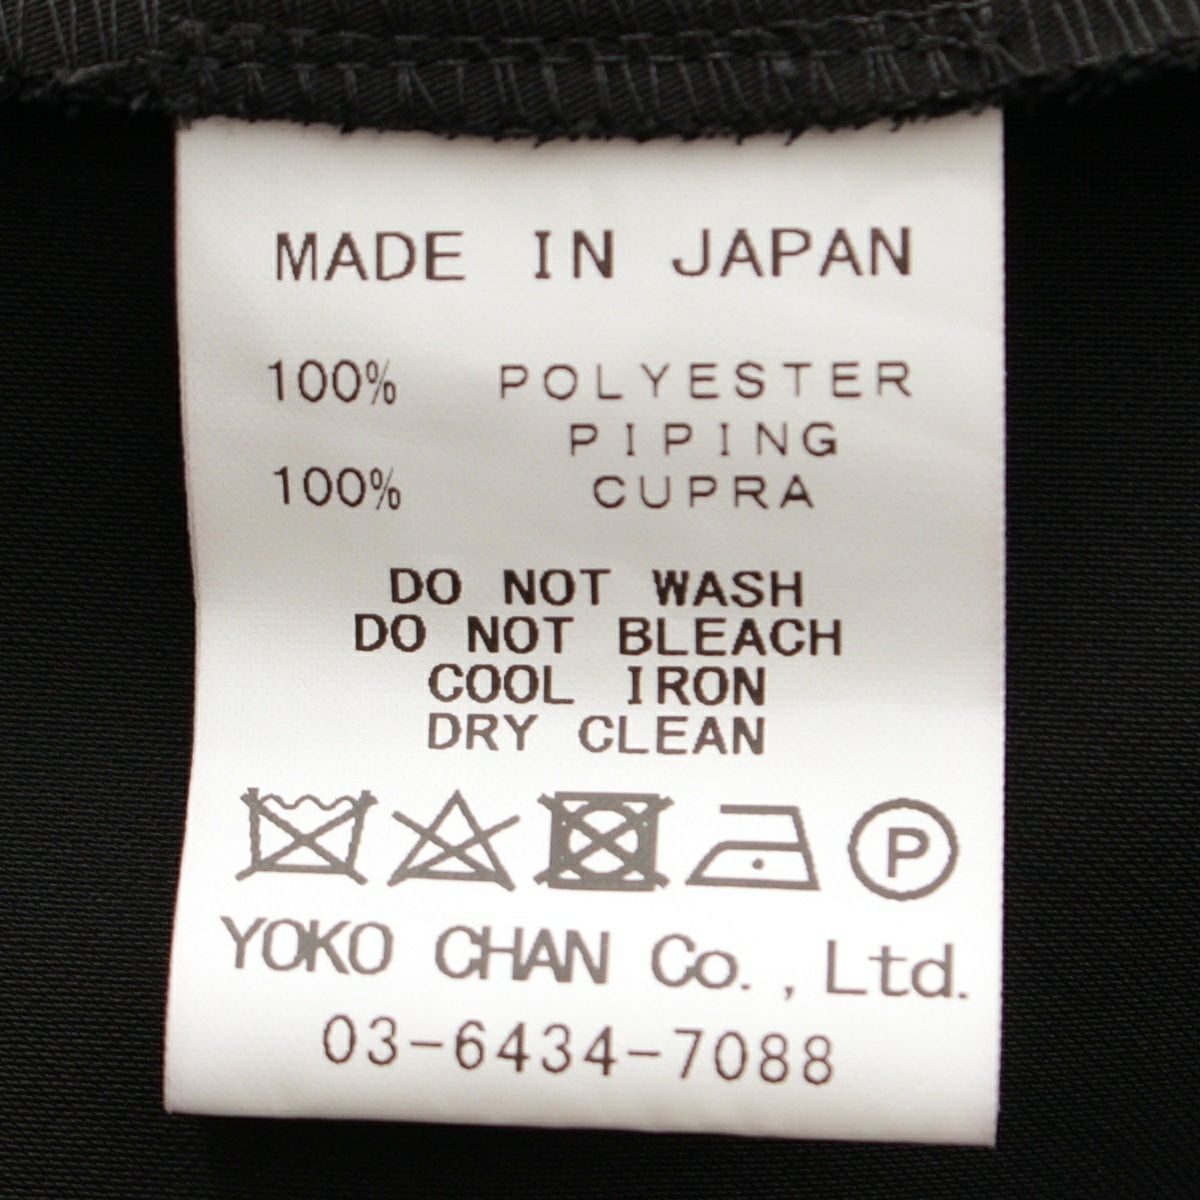 MADE IN JAPAN
100% POLYESTER
PIPING
100% CUPRA
DO NOT WASH
DO NOT BLEACH
COOL IRON
DRY CLEAN
P
YOKO CHAN Co., Ltd.
03-6434-7088